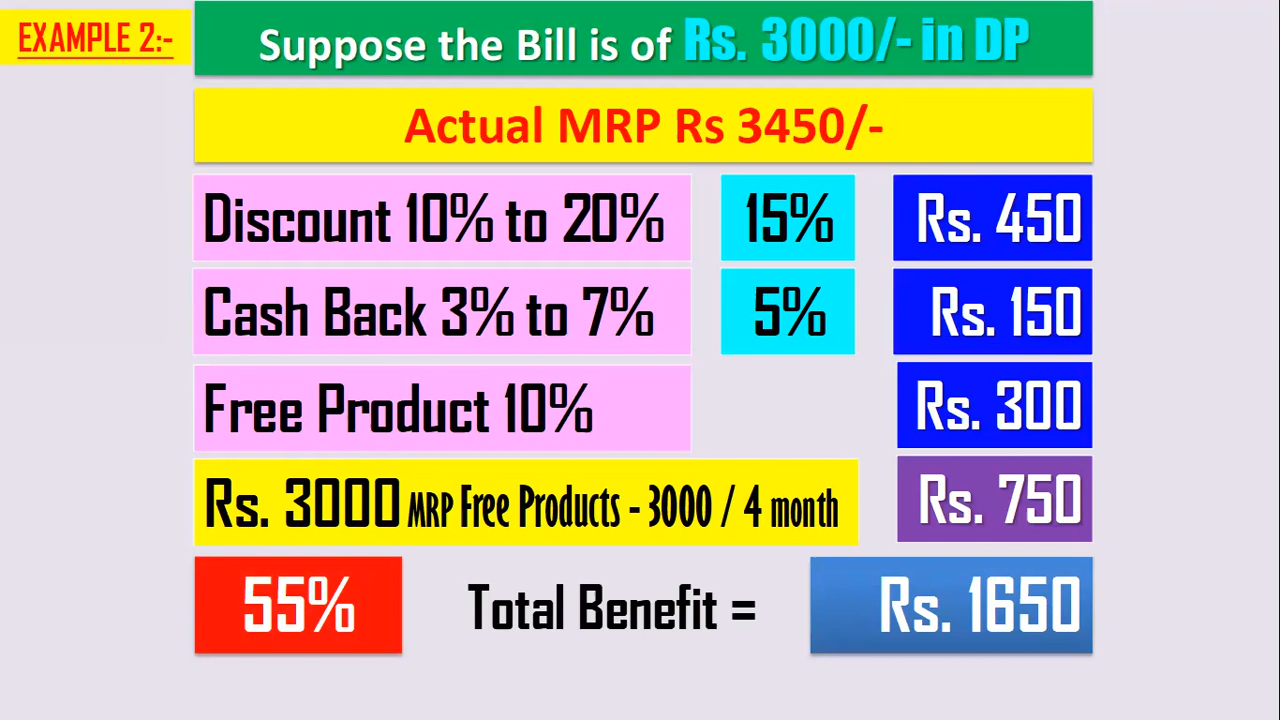 EXAMPLE 2:-
Suppose the Bill is of Rs. 3000/- in DP
Actual MRP Rs 3450/-
Discount 10% to 20% 15% Rs. 450
Cash Back 3% to 7% 5% Rs. 150
Free Product 10% Rs. 300
Rs. 3000 MRP Free Products - 3000 / 4 month Rs. 750
55% Total Benefit = Rs. 1650